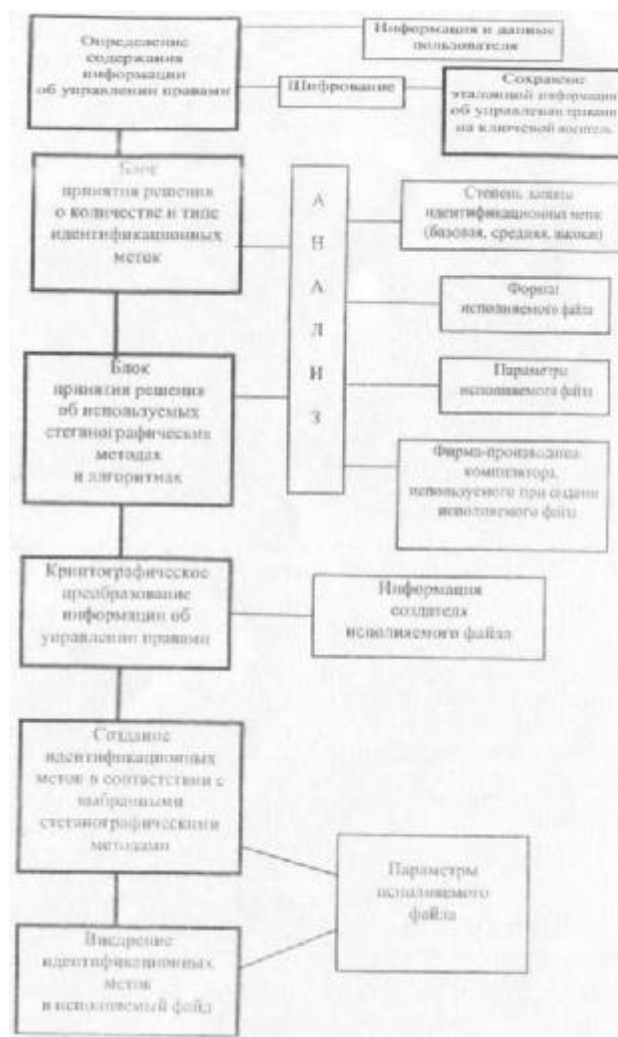 Определение
содержания
информации
об управлении правами
Информация и данные
пользователя
Шифрование
Сохранение
эталонной информации
об управлении правами
на ключевой носитель
Блок
принятия решения
о количестве и типе
идентификационных
меток
А
Н
А
Л
И
З
Степень защиты
идентификационных меток
(базовая, средняя, высокая)
Формат
исполняемого файла
Параметры
исполняемого файла
Фирма-производитель
компилятора,
используемого при создании
исполняемого файла
Блок
принятия решения
об используемых
стеганографических
методах
и алгоритмах
Криптографическое
преобразование
информации об
управлении правами
Информация
создателя
исполняемого файла
Создание
идентификационных
меток в соответствии с
выбранными
стеганографическими
методами
Параметры
исполняемого
файла
Внедрение
идентификационных
меток
в исполняемый файл